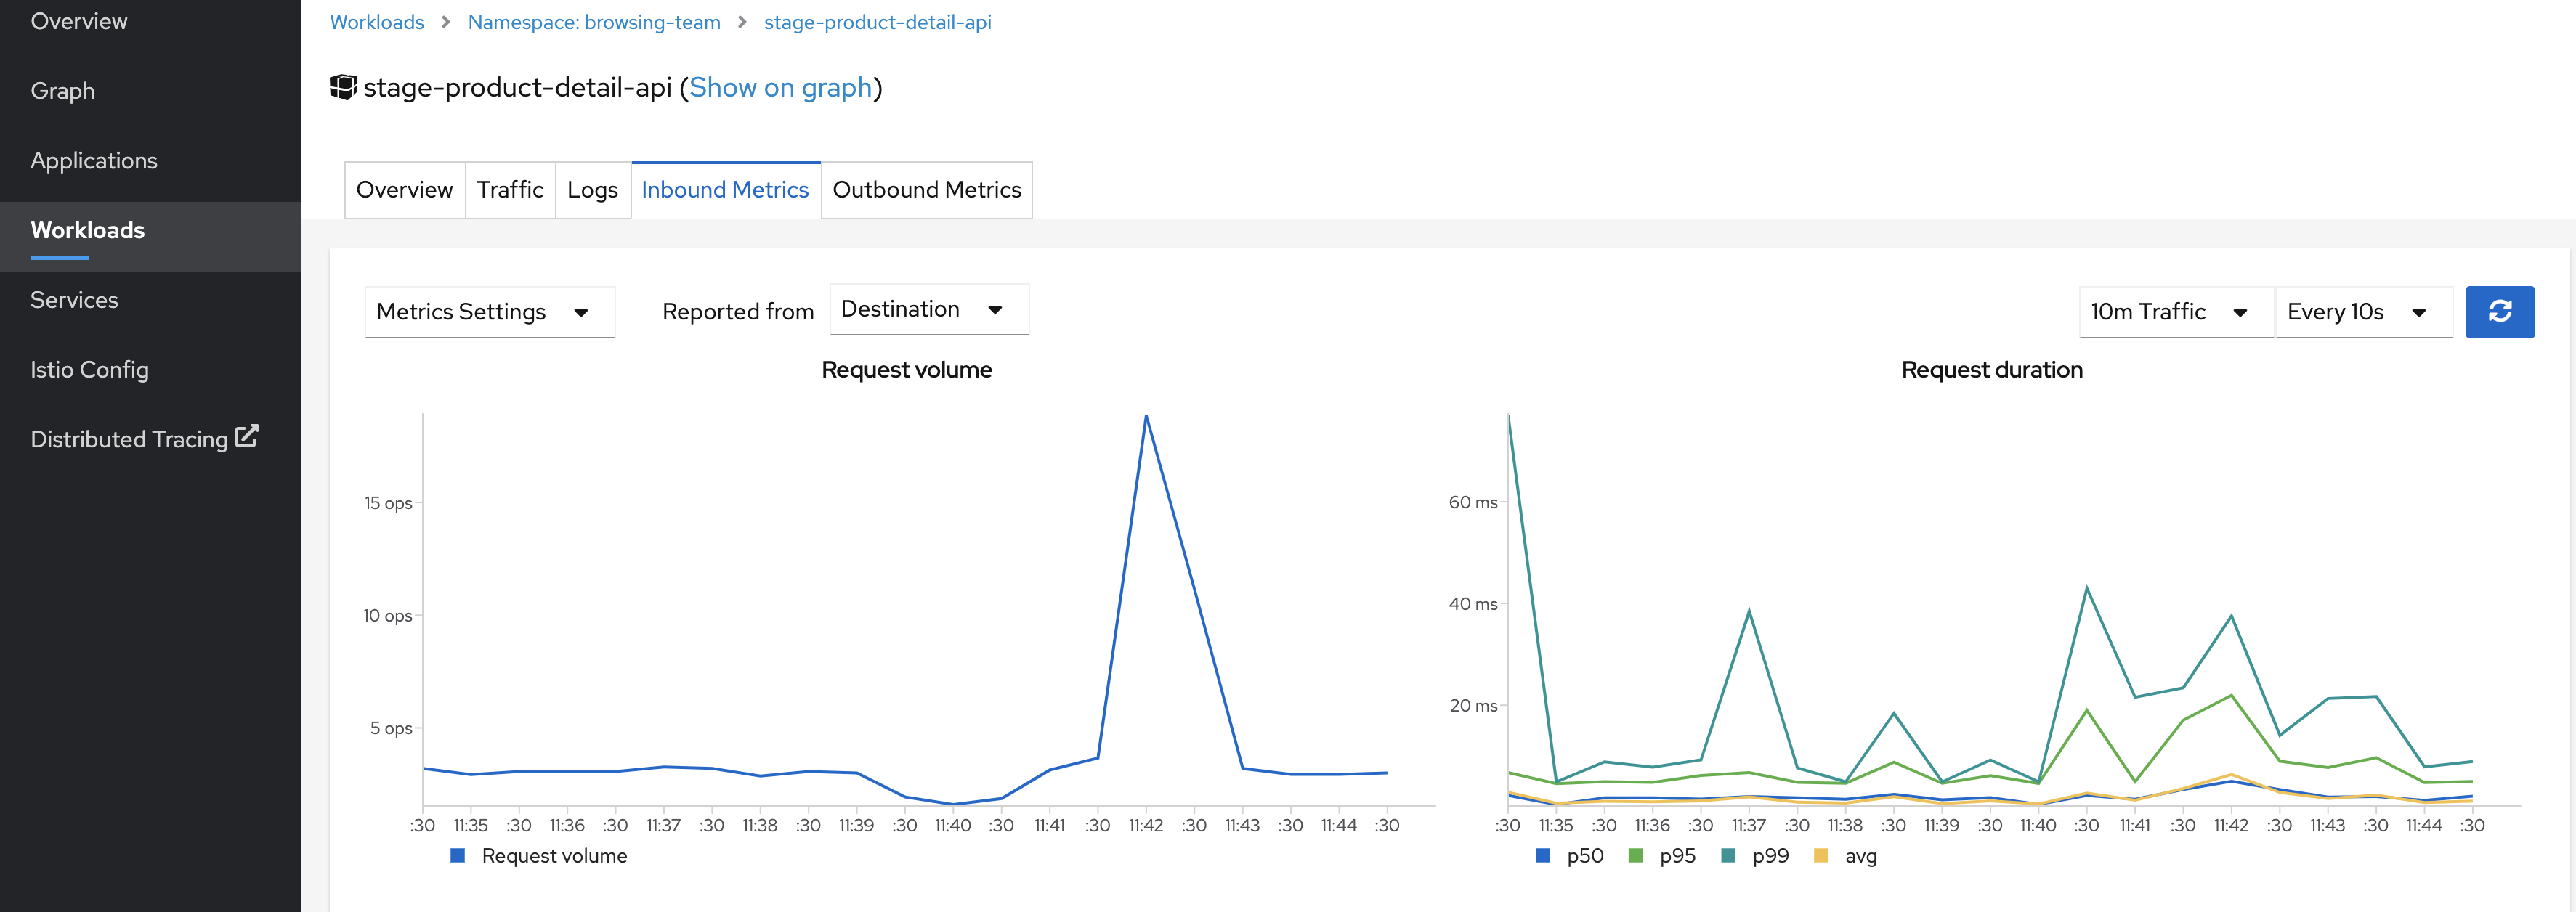 Overview
Graph
Applications
Workloads
Services
Istio Config
Distributed Tracing
Workloads > Namespace: browsing-team > stage-product-detail-api
stage-product-detail-api (Show on graph)
Overview Traffic Logs Inbound Metrics Outbound Metrics
Metrics Settings Reported from Destination 10m Traffic Every 10s
Request volume
15 ops
10 ops
5 ops
:30 11:35 :30 11:36 :30 11:37 :30 11:38 :30 11:39 :30 11:40 :30 11:41 :30 11:42 :30 11:43 :30 11:44 :30
Request volume
Request duration
60 ms
40 ms
20 ms
:30 11:35 :30 11:36 :30 11:37 :30 11:38 :30 11:39 :30 11:40 :30 11:41 :30 11:42 :30 11:43 :30 11:44 :30
p50 p95 p99 avg